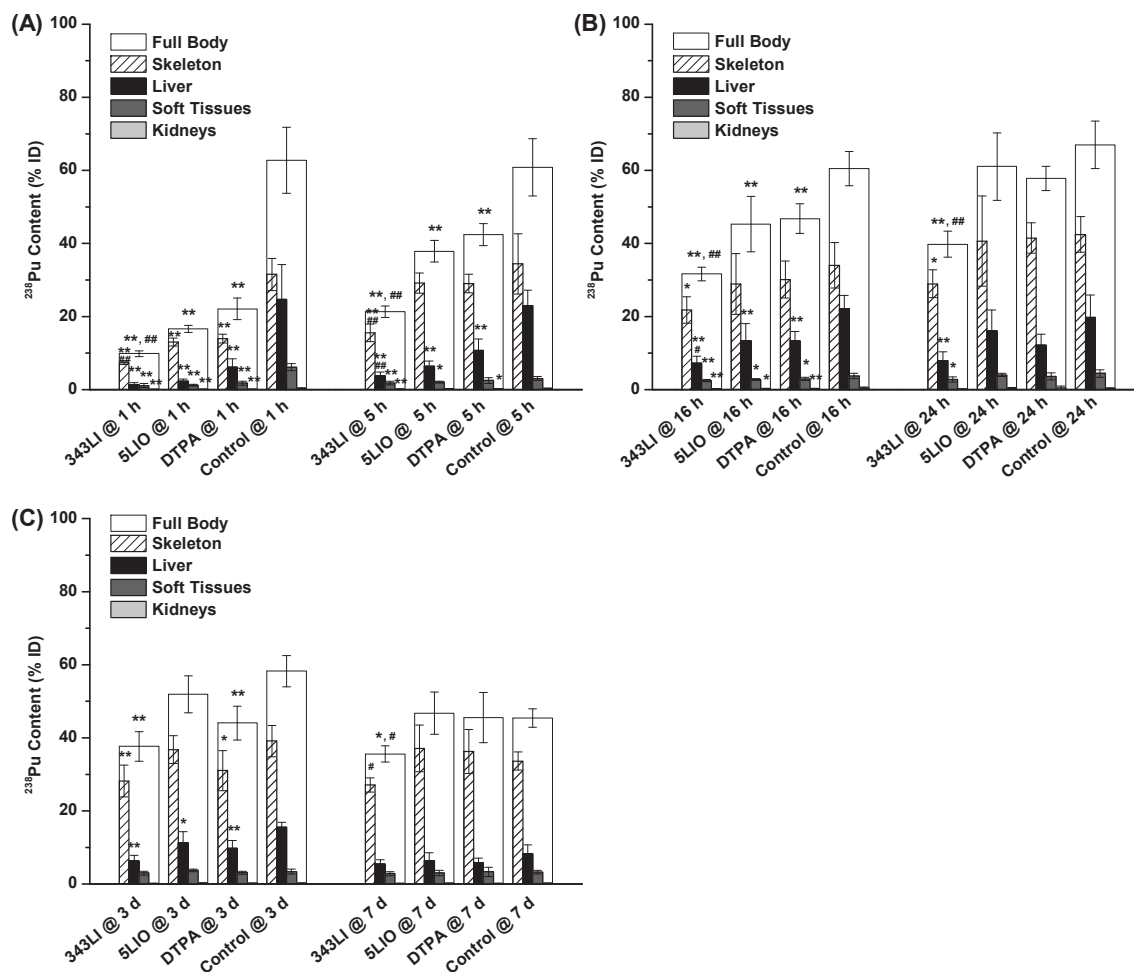 (A)
100
80
60
40
20
0
²³⁸Pu Content (% ID)
Full Body
Skeleton
Liver
Soft Tissues
Kidneys
**, ##
**
##
**
**
**
**
**
**
**
**
**
**
**
**
**
**, ##
**
##
**
##
**
**
**
**
*
**
**
*
343LI @ 1 h
5LIO @ 1 h
DTPA @ 1 h
Control @ 1 h
343LI @ 5 h
5LIO @ 5 h
DTPA @ 5 h
Control @ 5 h
(B)
100
80
60
40
20
0
²³⁸Pu Content (% ID)
Full Body
Skeleton
Liver
Soft Tissues
Kidneys
**, ##
*
**
#
**
**
**
**
*
*
**
**
*
**
**, ##
*
**
*
343LI @ 16 h
5LIO @ 16 h
DTPA @ 16 h
Control @ 16 h
343LI @ 24 h
5LIO @ 24 h
DTPA @ 24 h
Control @ 24 h
(C)
100
80
60
40
20
0
²³⁸Pu Content (% ID)
Full Body
Skeleton
Liver
Soft Tissues
Kidneys
**
**
**
*
**
*
**
*, #
#
343LI @ 3 d
5LIO @ 3 d
DTPA @ 3 d
Control @ 3 d
343LI @ 7 d
5LIO @ 7 d
DTPA @ 7 d
Control @ 7 d